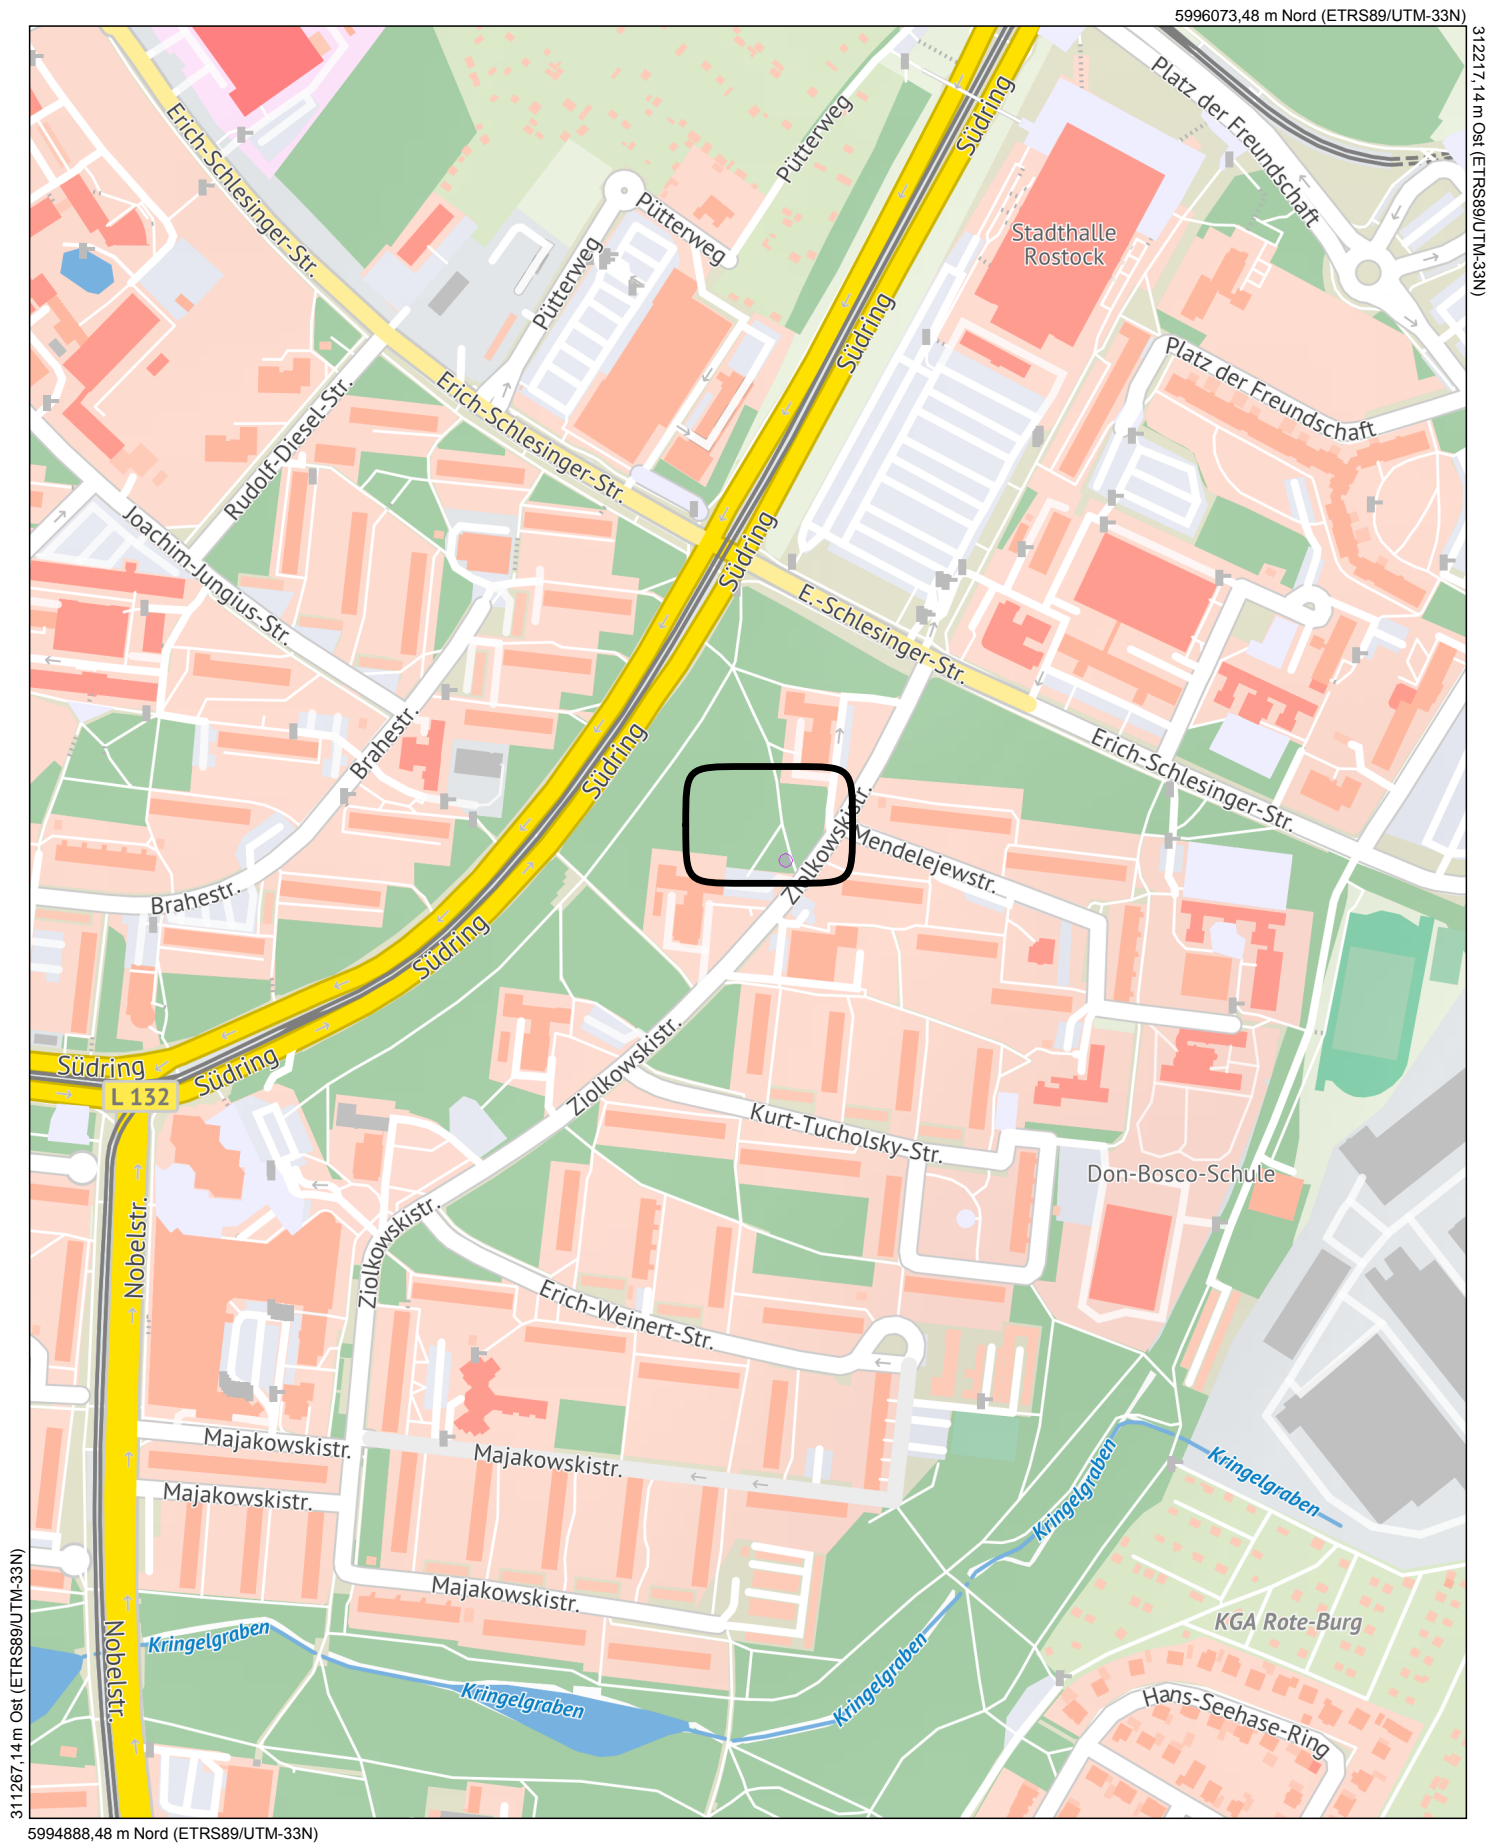 5996073,48 m Nord (ETRS89/UTM-33N)
312217,14 m Ost (ETRS89/UTM-33N)
Platz der Freundschaft
Südring
Pütterweg
Erich-Schlesinger-Str.
Pütterweg
Stadthalle
Rostock
Pütterweg
Südring
Platz der Freundschaft
Erich-Schlesinger-Str.
Rudolf-Diesel-Str.
Joachim-Jungius-Str.
Südring
E.-Schlesinger-Str.
Brahestr.
Südring
Erich-Schlesinger-Str.
Ziolkowskistr.
Mendelejewstr.
Brahestr.
Südring
Südring
Südring
L 132
Ziolkowskistr.
Kurt-Tucholsky-Str.
Don-Bosco-Schule
Nobelstr.
Ziolkowskistr.
Erich-Weinert-Str.
Majakowskistr.
Majakowskistr.
Majakowskistr.
Kringelgraben
Kringelgraben
Majakowskistr.
KGA Rote-Burg
Kringelgraben
Nobelstr.
Kringelgraben
Kringelgraben
Hans-Seehase-Ring
311267,14 m Ost (ETRS89/UTM-33N)
5994888,48 m Nord (ETRS89/UTM-33N)